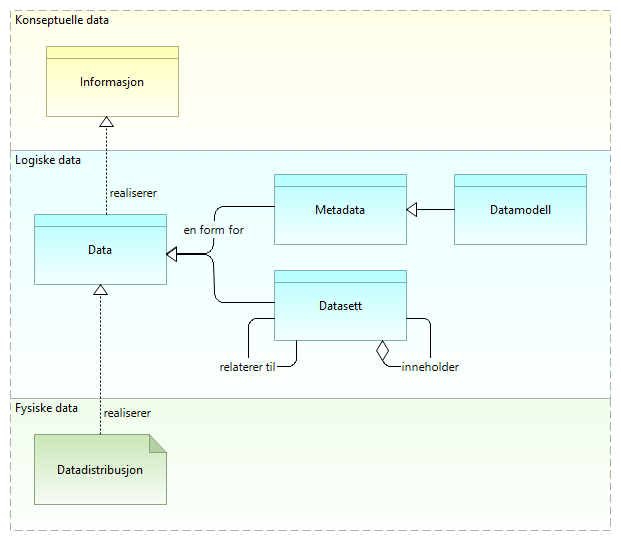 Konseptuelle data
Informasjon
Logiske data
realiserer
Metadata
Datamodell
en form for
Data
Datasett
relaterer til
inneholder
Fysiske data
realiserer
Datadistribusjon